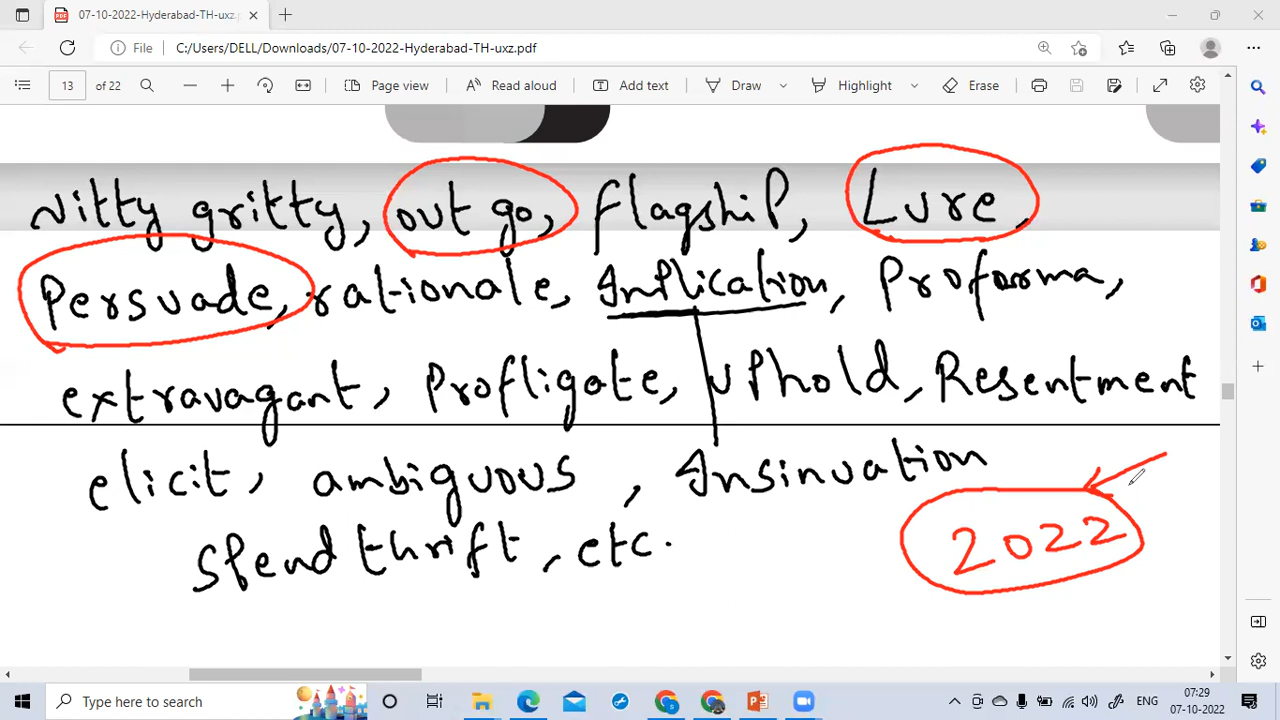 07-10-2022-Hyderabad-TH-uxz.pdf
File C:/Users/DELL/Downloads/07-10-2022-Hyderabad-TH-uxz.pdf
13 of 22 Page view Read aloud Add text Draw Highlight Erase
Nitty gritty, out go, flagship, Lure,
Persuade, rationale, Implication, Proforma,
extravagant, Profligate, uphold, Resentment
elicit, ambiguous, Insinuation
2022
Spend thrift, etc.
Type here to search
ENG 07:29
07-10-2022